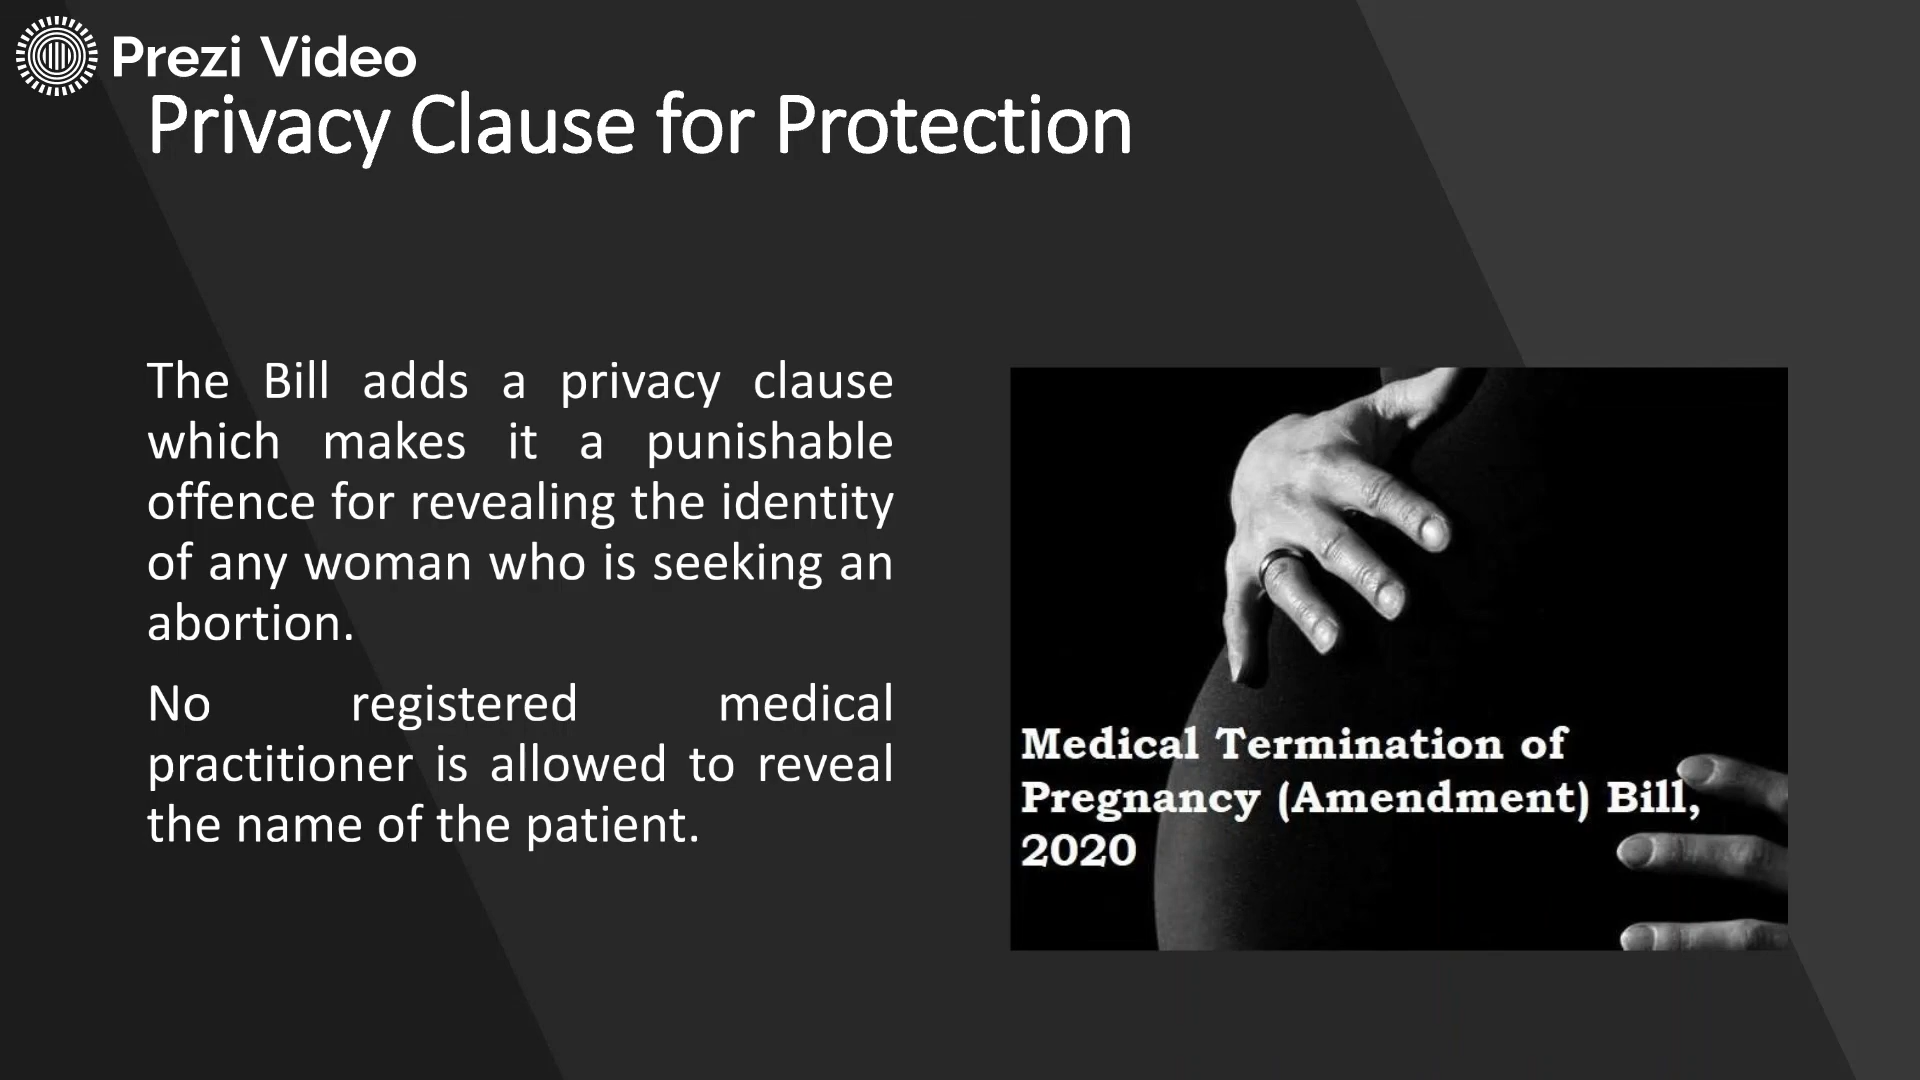 Prezi Video
Privacy Clause for Protection
The Bill adds a privacy clause
which makes it a punishable
offence for revealing the identity
of any woman who is seeking an
abortion.
No registered medical
practitioner is allowed to reveal
the name of the patient.
Medical Termination of
Pregnancy (Amendment) Bill,
2020